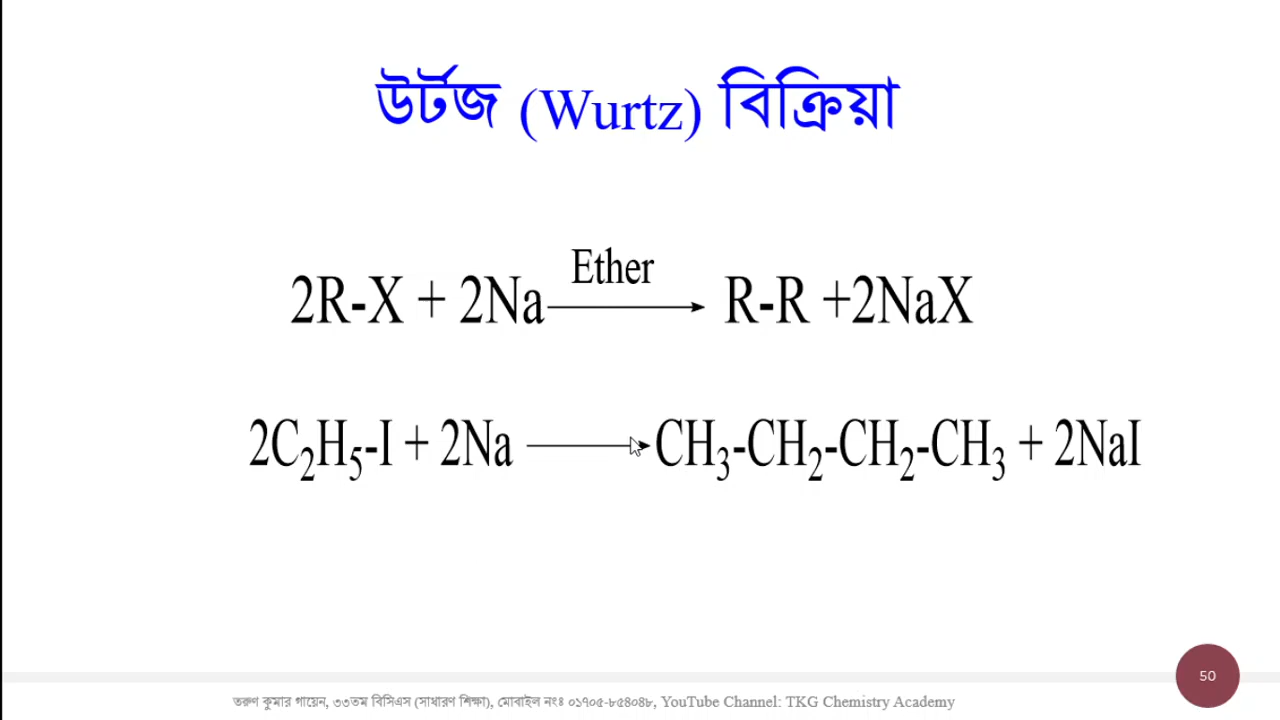 উর্টজ (Wurtz) বিক্রিয়া
Ether
2R-X + 2Na ⟶ R-R +2NaX
2C₂H₅-I + 2Na ⟶ CH₃-CH₂-CH₂-CH₃ + 2NaI
50
তরুণ কুমার গায়েন, ৩৩তম বিসিএস (সাধারণ শিক্ষা), মোবাইল নংঃ ০১৭০৫-৮৫৪০৪৮, YouTube Channel: TKG Chemistry Academy